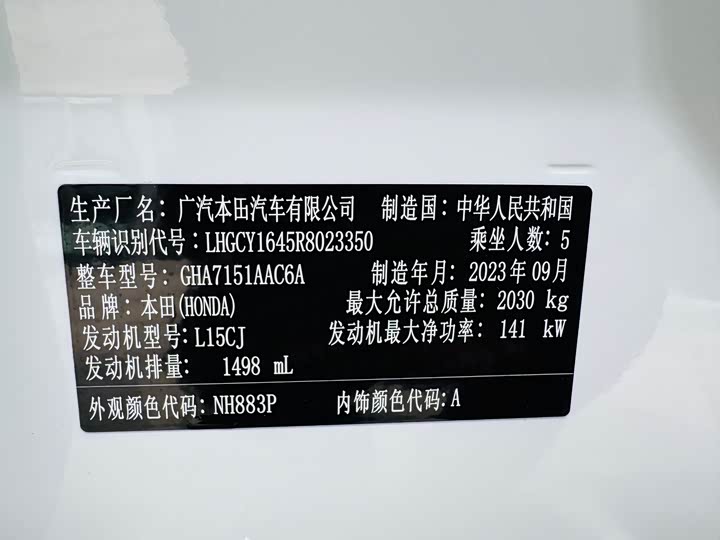 生产厂名：广汽本田汽车有限公司 制造国：中华人民共和国
车辆识别代号：LHGCY1645R8023350 乘坐人数：5
整车型号：GHA7151AAC6A 制造年月：2023年09月
品牌：本田(HONDA) 最大允许总质量：2030 kg
发动机型号：L15CJ 发动机最大净功率：141 kW
发动机排量：1498 mL
外观颜色代码：NH883P 内饰颜色代码：A